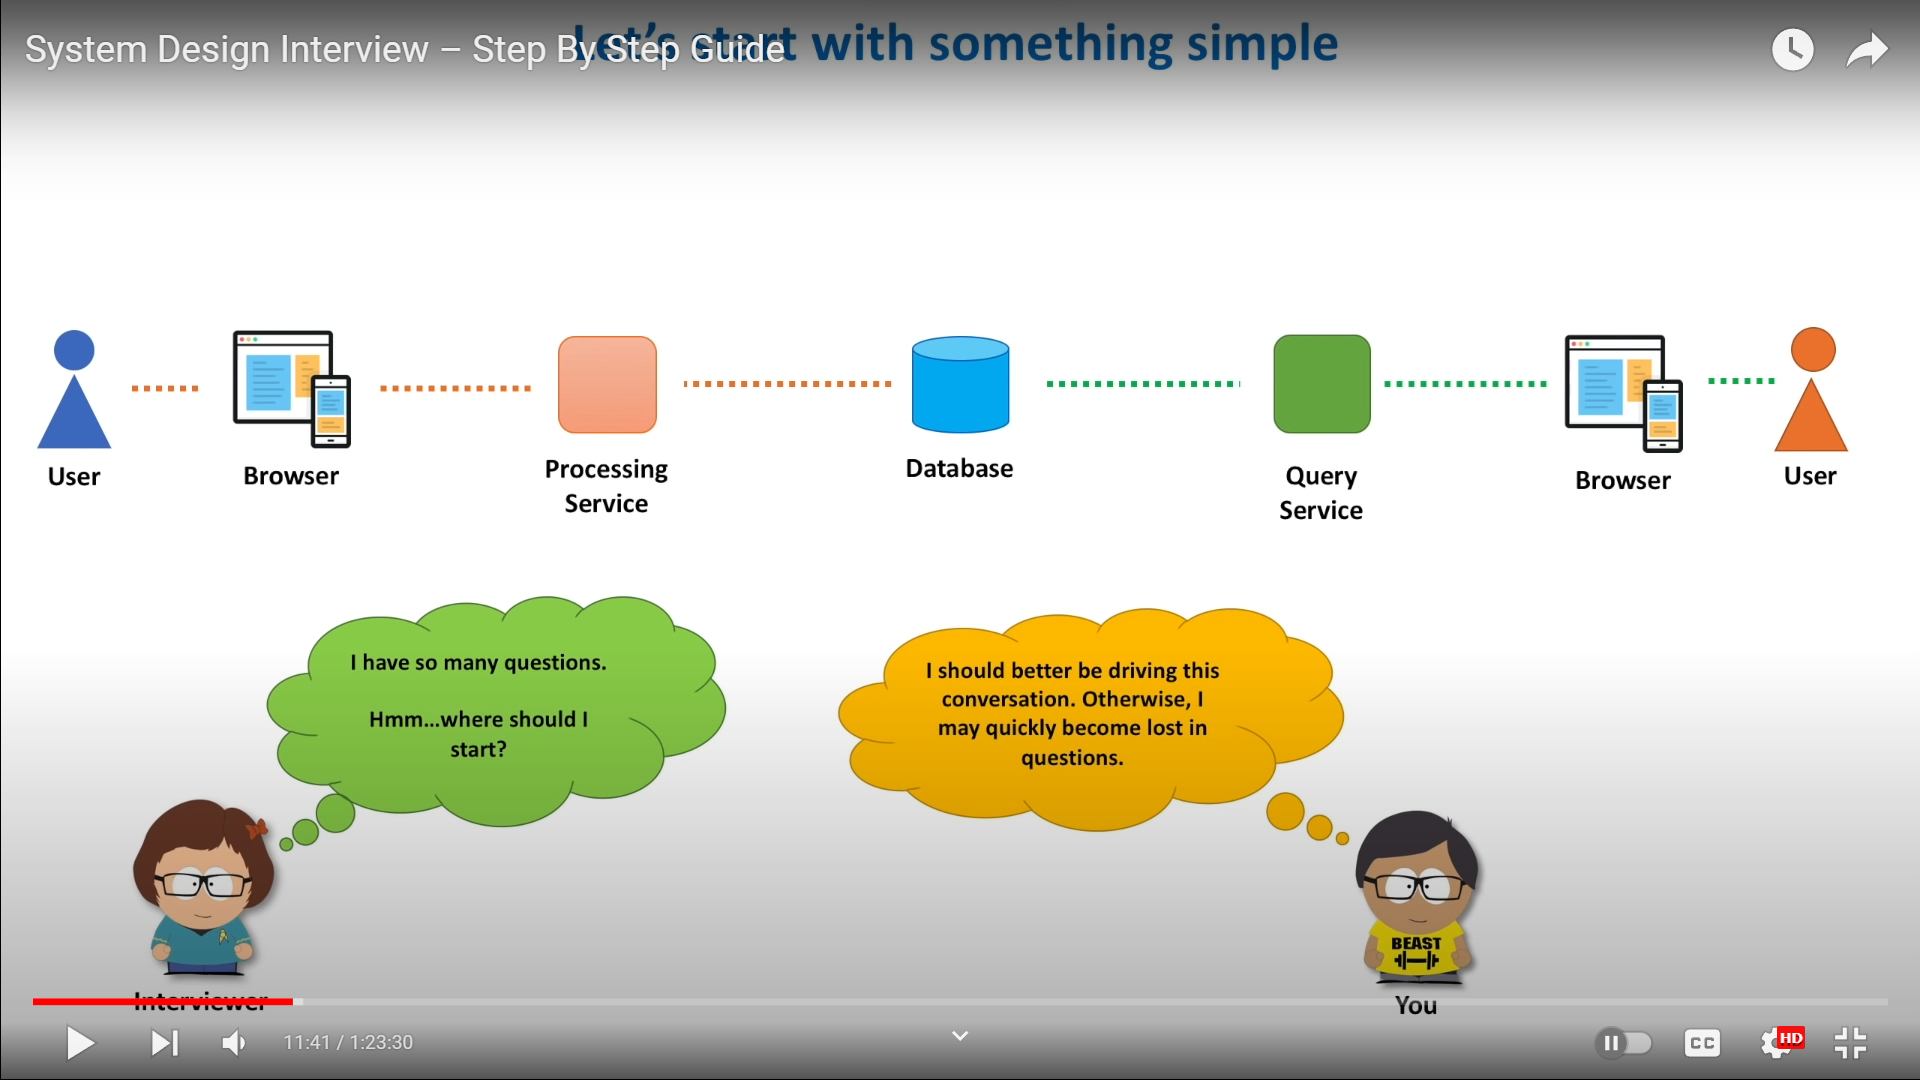 System Design Interview – Step By Step Guide
Let's start with something simple
User
Browser
Processing
Service
Database
Query
Service
Browser
User
I have so many questions.
Hmm...where should I
start?
I should better be driving this
conversation. Otherwise, I
may quickly become lost in
questions.
BEAST
Interviewer
You
11:41 / 1:23:30
CC
HD